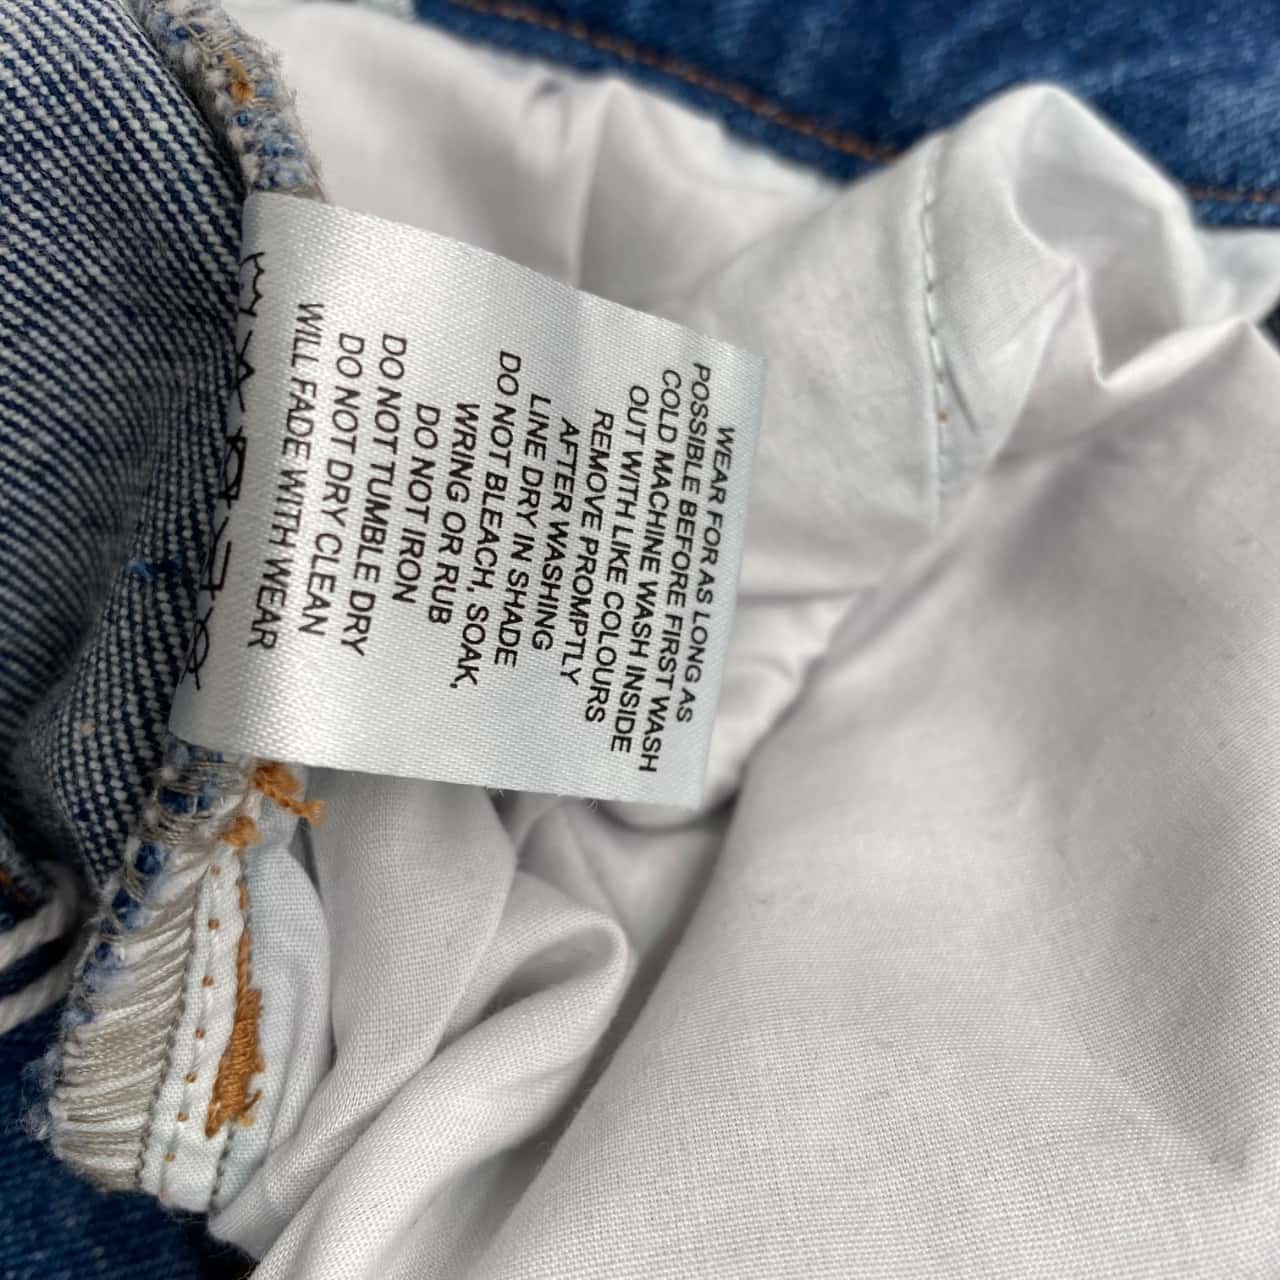 WEAR FOR AS LONG AS
POSSIBLE BEFORE FIRST WASH
COLD MACHINE WASH INSIDE
OUT WITH LIKE COLOURS
REMOVE PROMPTLY
AFTER WASHING
LINE DRY IN SHADE
DO NOT BLEACH, SOAK,
WRING OR RUB
DO NOT IRON
DO NOT TUMBLE DRY
DO NOT DRY CLEAN
WILL FADE WITH WEAR